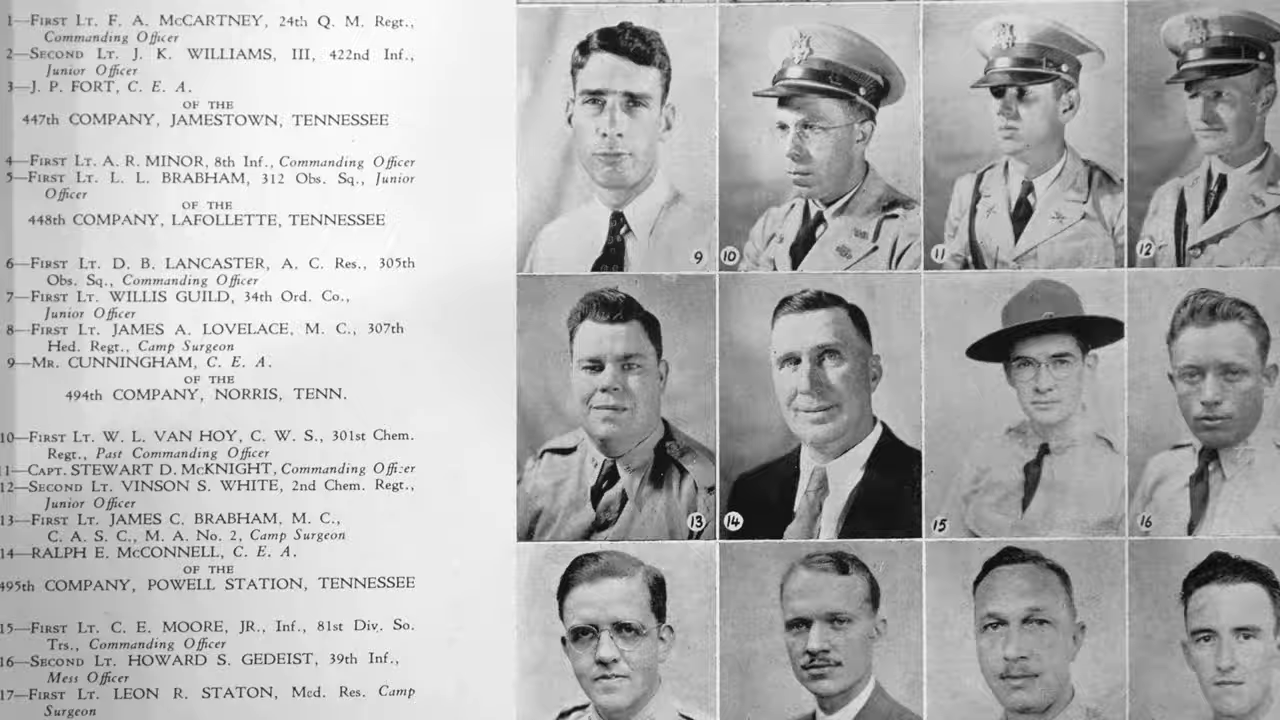 1—FIRST LT. F. A. McCARTNEY, 24th Q. M. Regt.,
Commanding Officer
2—SECOND LT. J. K. WILLIAMS, III, 422nd Inf.,
Junior Officer
3—J. P. FORT, C. E. A.
OF THE
447th COMPANY, JAMESTOWN, TENNESSEE
4—FIRST LT. A. R. MINOR, 8th Inf., Commanding Officer
5—FIRST LT. L. L. BRABHAM, 312 Obs. Sq., Junior
Officer
OF THE
448th COMPANY, LAFOLLETTE, TENNESSEE
6—FIRST LT. D. B. LANCASTER, A. C. Res., 305th
Obs. Sq., Commanding Officer
7—FIRST LT. WILLIS GUILD, 34th Ord. Co.,
Junior Officer
8—FIRST LT. JAMES A. LOVELACE, M. C., 307th
Hed. Regt., Camp Surgeon
9—MR. CUNNINGHAM, C. E. A.
OF THE
494th COMPANY, NORRIS, TENN.
10—FIRST LT. W. L. VAN HOY, C. W. S., 301st Chem.
Regt., Past Commanding Officer
11—CAPT. STEWART D. McKNIGHT, Commanding Officer
12—SECOND LT. VINSON S. WHITE, 2nd Chem. Regt.,
Junior Officer
13—FIRST LT. JAMES C. BRABHAM, M. C.,
C. A. S. C., M. A. No. 2, Camp Surgeon
14—RALPH E. McCONNELL, C. E. A.
OF THE
495th COMPANY, POWELL STATION, TENNESSEE
15—FIRST LT. C. E. MOORE, JR., Inf., 81st Div. So.
Trs., Commanding Officer
16—SECOND LT. HOWARD S. GEDEIST, 39th Inf.,
Mess Officer
17—FIRST LT. LEON R. STATON, Med. Res. Camp
Surgeon
9
10
11
12
13
14
15
16